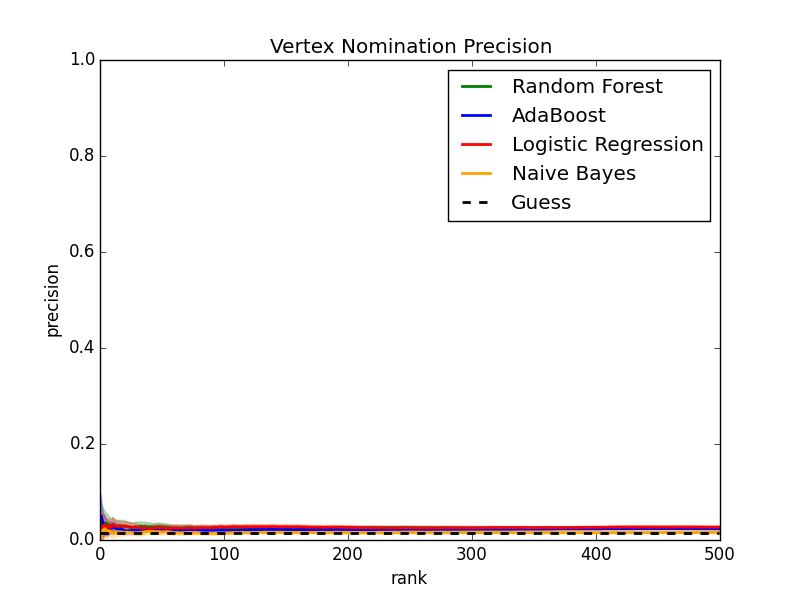 Vertex Nomination Precision
1.0
0.8
0.6
0.4
0.2
0.0
precision
Random Forest
AdaBoost
Logistic Regression
Naive Bayes
Guess
0 100 200 300 400 500
rank